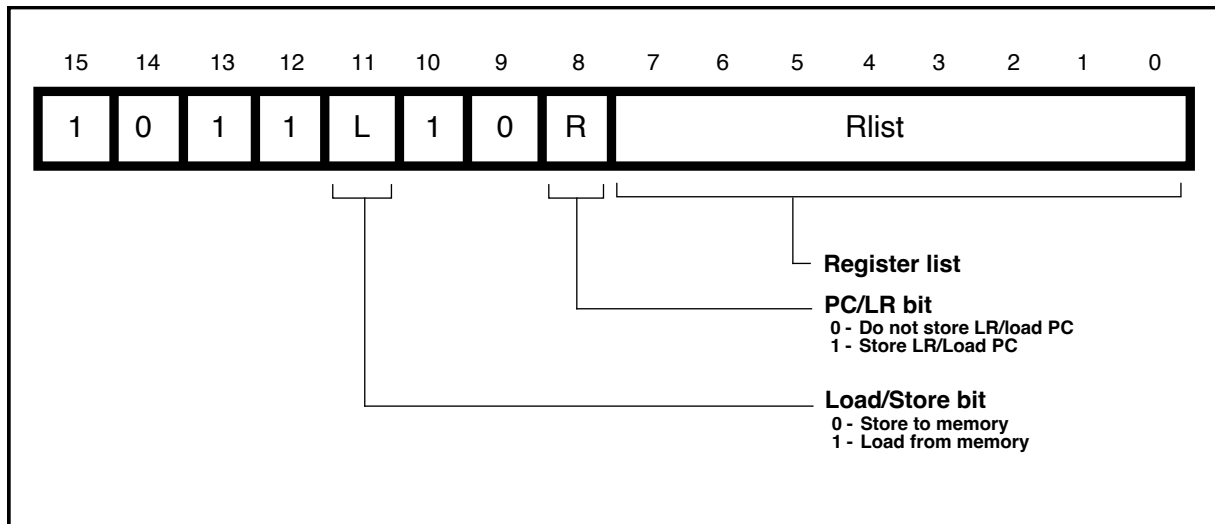 15 14 13 12 11 10 9 8 7 6 5 4 3 2 1 0
1 0 1 1 L 1 0 R Rlist
Register list
PC/LR bit
0 - Do not store LR/load PC
1 - Store LR/Load PC
Load/Store bit
0 - Store to memory
1 - Load from memory